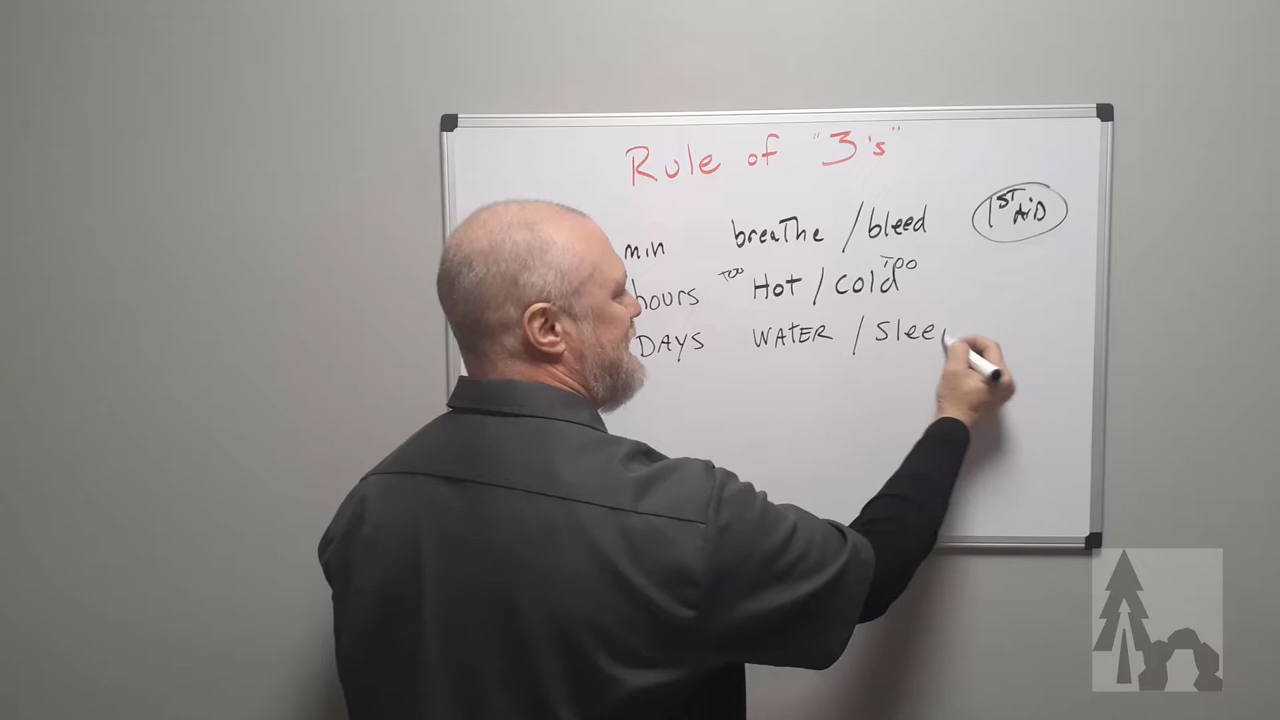 Rule of "3's"
min breathe / bleed 1ST AiD
hours TOO Hot / cold TOO
DAYS WATER / Slee